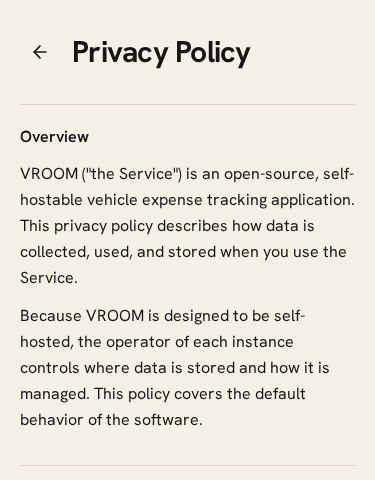 Privacy Policy
Overview
VROOM ("the Service") is an open-source, self-
hostable vehicle expense tracking application.
This privacy policy describes how data is
collected, used, and stored when you use the
Service.
Because VROOM is designed to be self-
hosted, the operator of each instance
controls where data is stored and how it is
managed. This policy covers the default
behavior of the software.